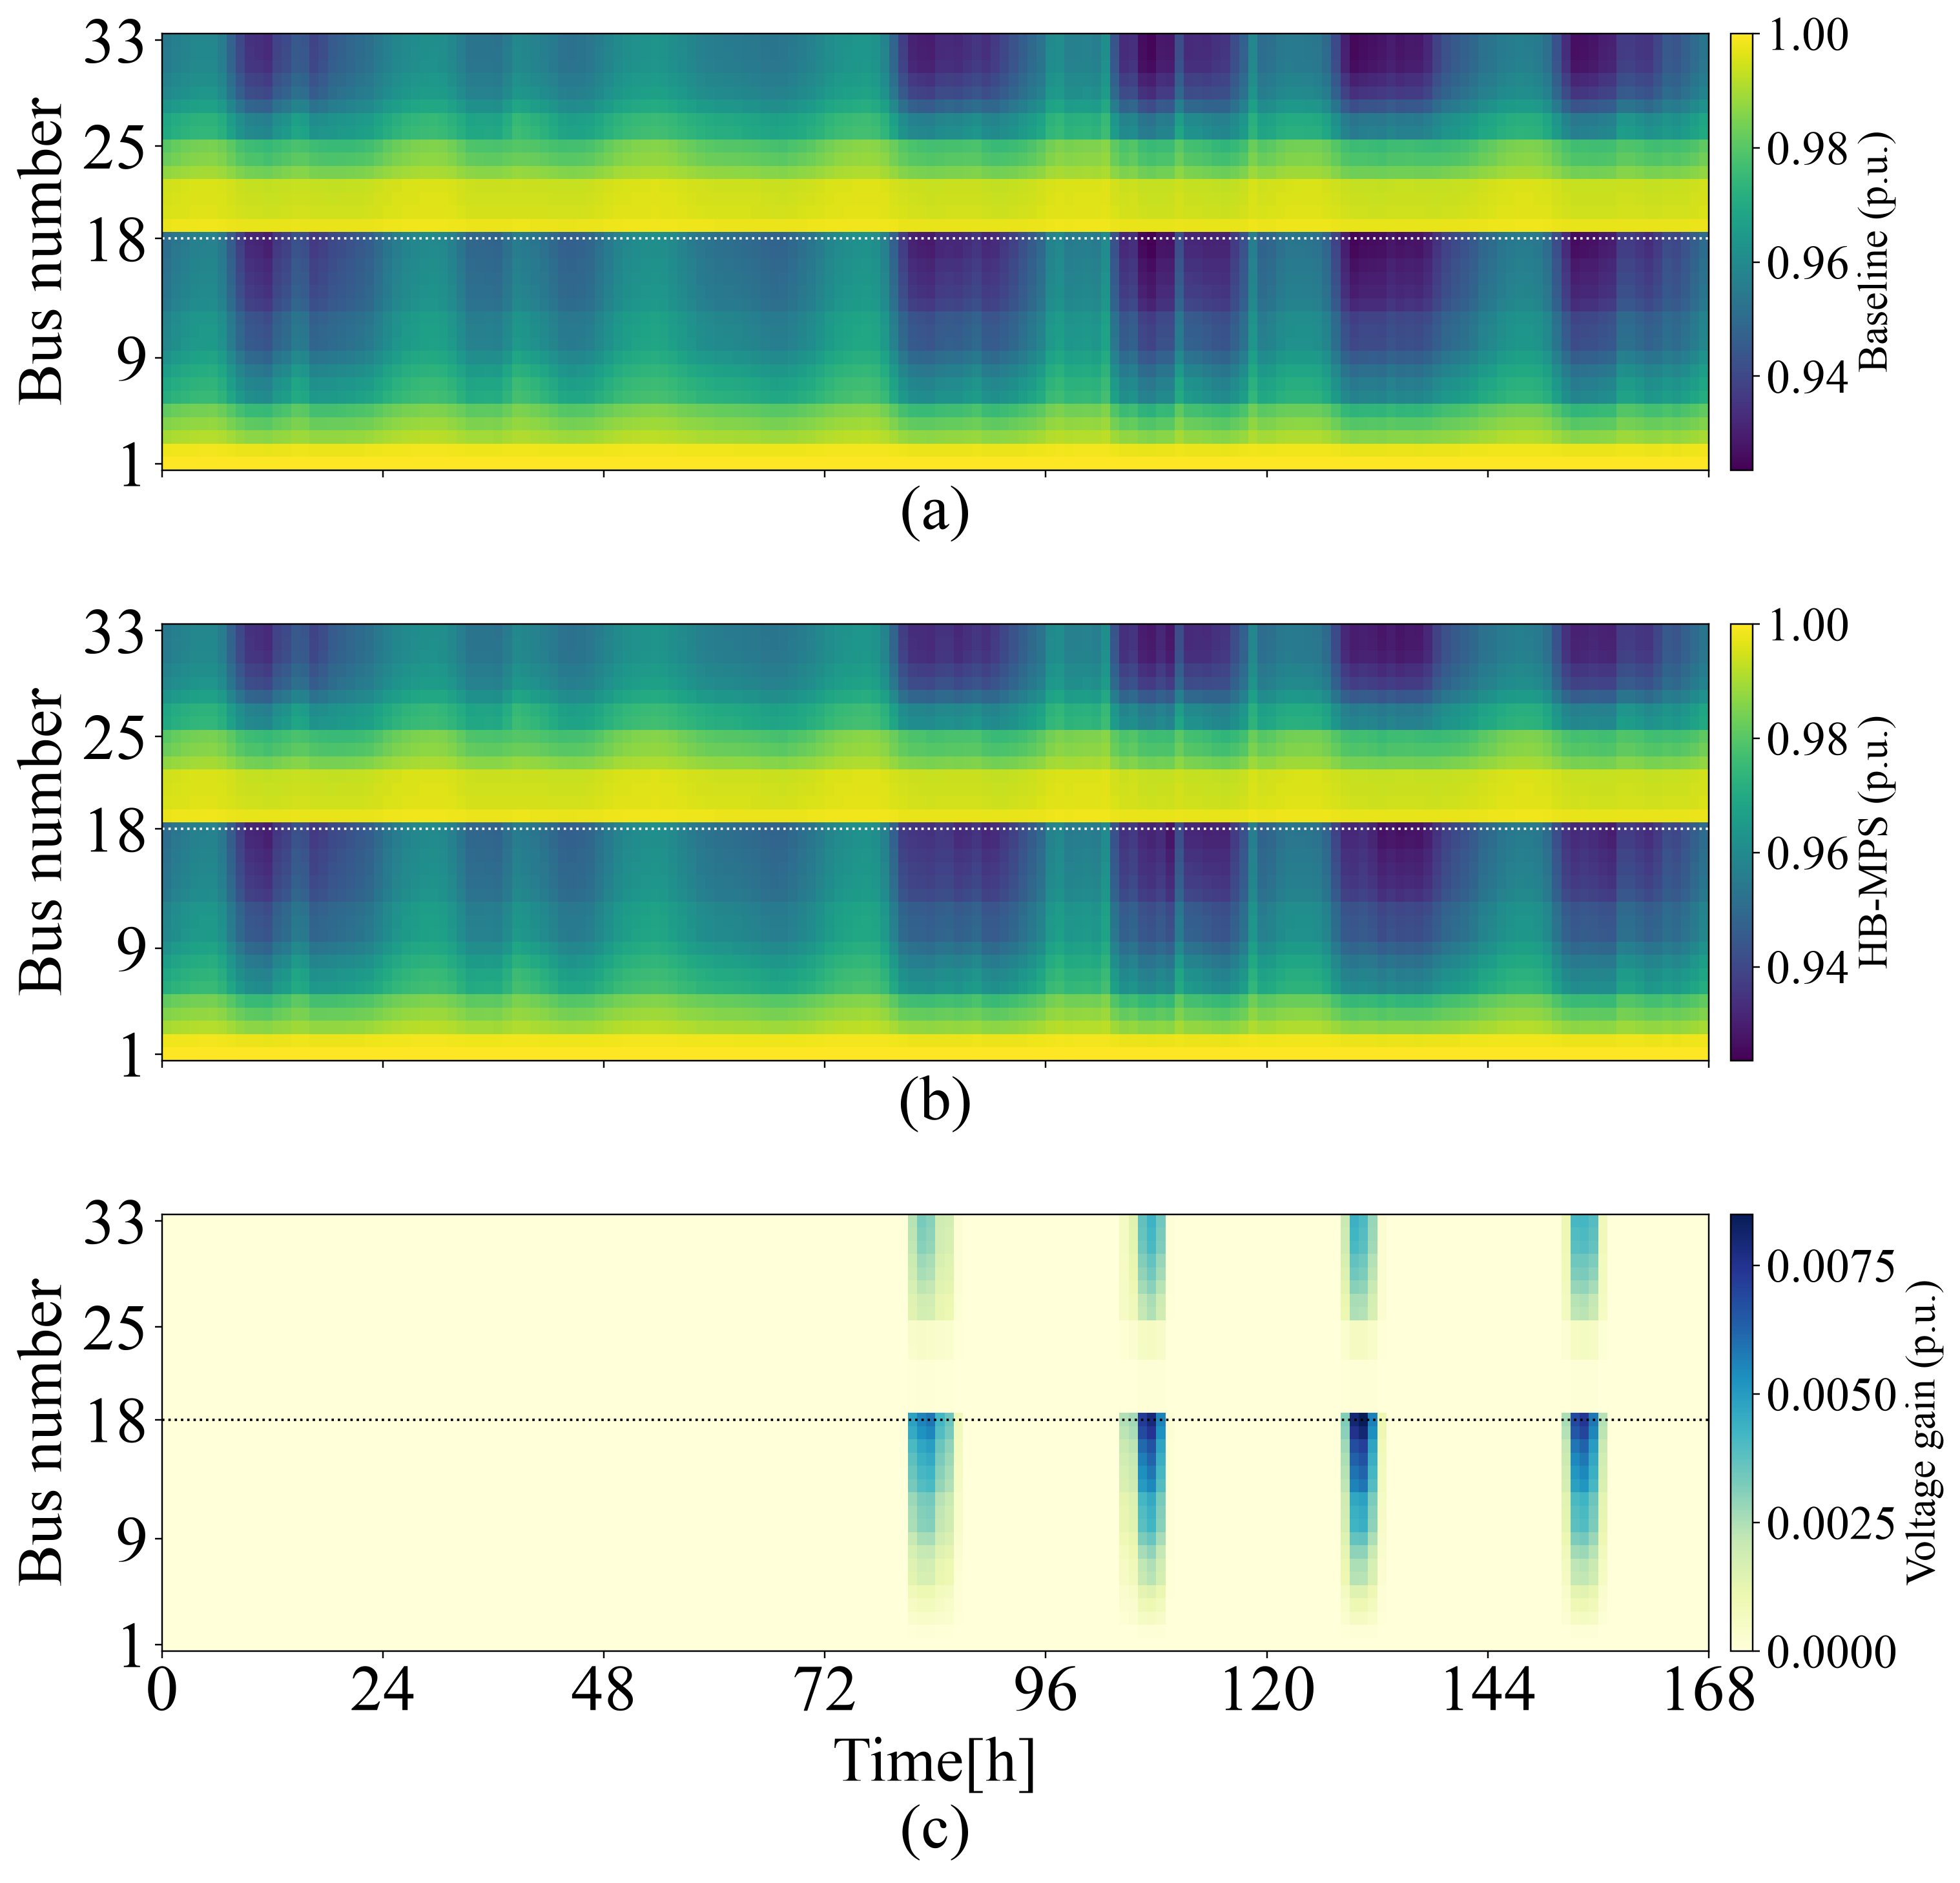 33
25
18
9
1
Bus number
1.00
0.98
0.96
0.94
Baseline (p.u.)
(a)
33
25
18
9
1
Bus number
1.00
0.98
0.96
0.94
HB-MPS (p.u.)
(b)
33
25
18
9
1
Bus number
0.0075
0.0050
0.0025
0.0000
Voltage gain (p.u.)
0 24 48 72 96 120 144 168
Time[h]
(c)